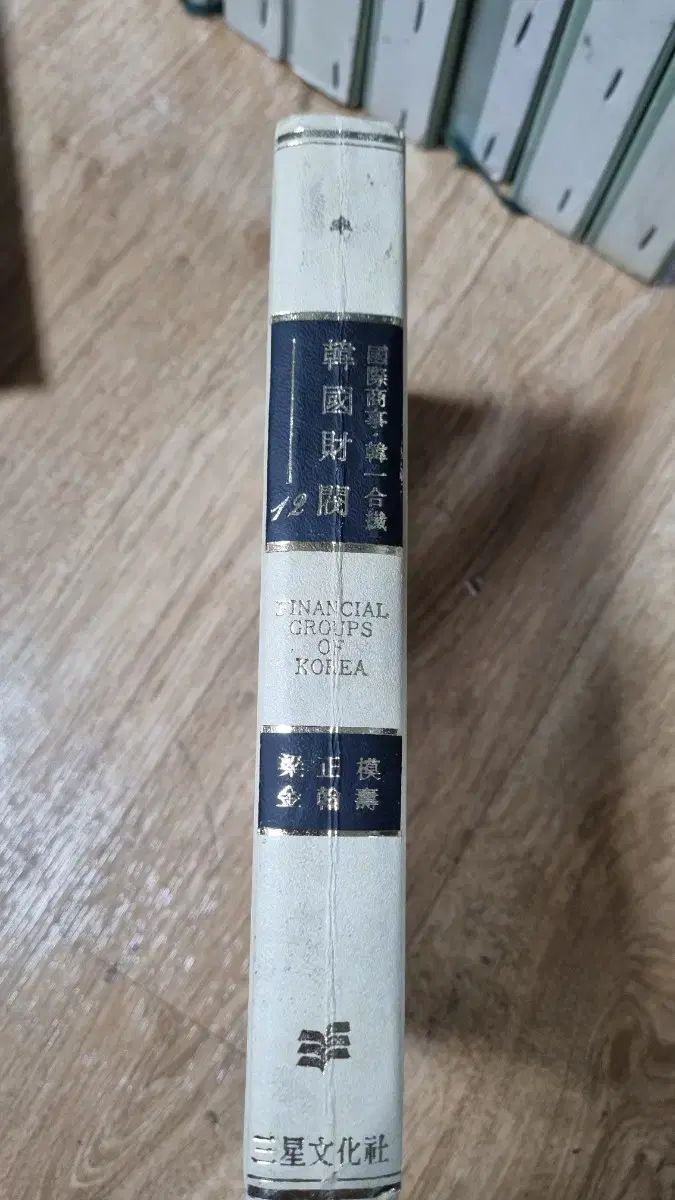 國際商事·韓一合纖
韓國財閥
12
FINANCIAL
GROUPS
OF
KOREA
梁正模
金翰壽
三星文化社